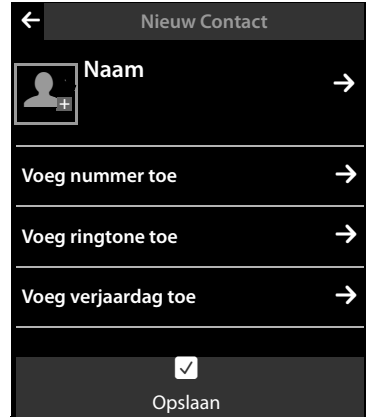 Nieuw Contact
Naam
Voeg nummer toe
Voeg ringtone toe
Voeg verjaardag toe
Opslaan